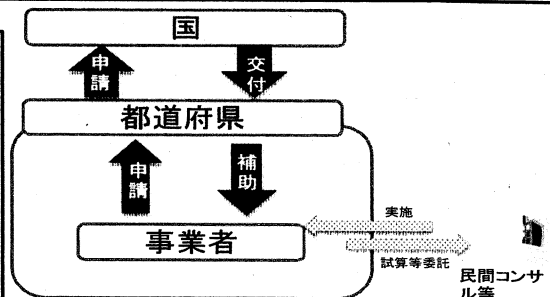 国
申請
交付
都道府県
申請
補助
実施
事業者
試算等委託
民間コンサ
ル等